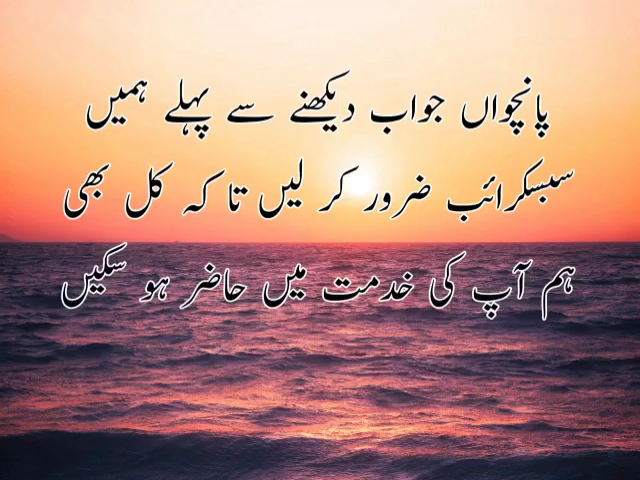 پانچواں جواب دیکھنے سے پہلے ہمیں
سبسکرائب ضرور کر لیں تا کہ کل بھی
ہم آپ کی خدمت میں حاضر ہو سکیں